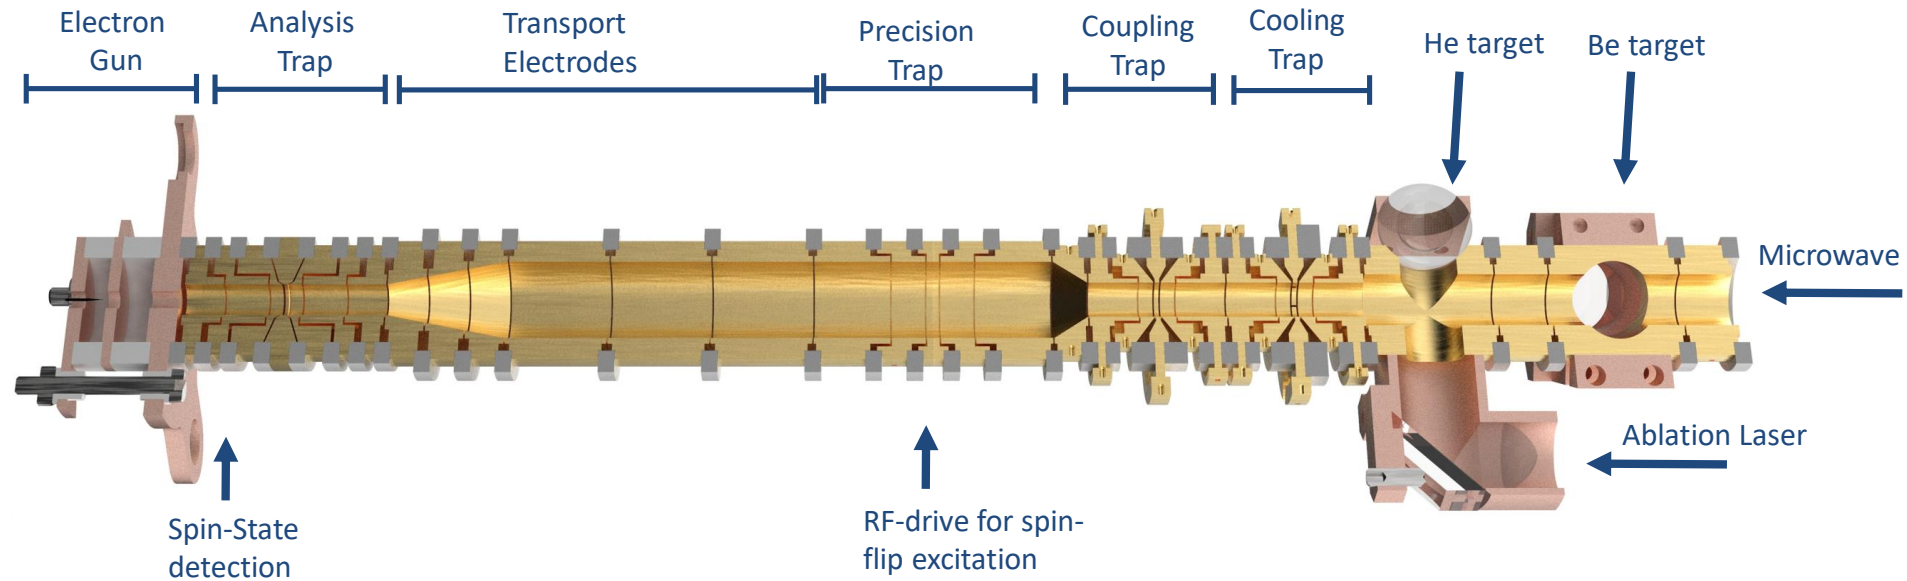 Electron
Gun
Analysis
Trap
Transport
Electrodes
Precision
Trap
Coupling
Trap
Cooling
Trap
He target
Be target
Microwave
Ablation Laser
Spin-State
detection
RF-drive for spin-
flip excitation